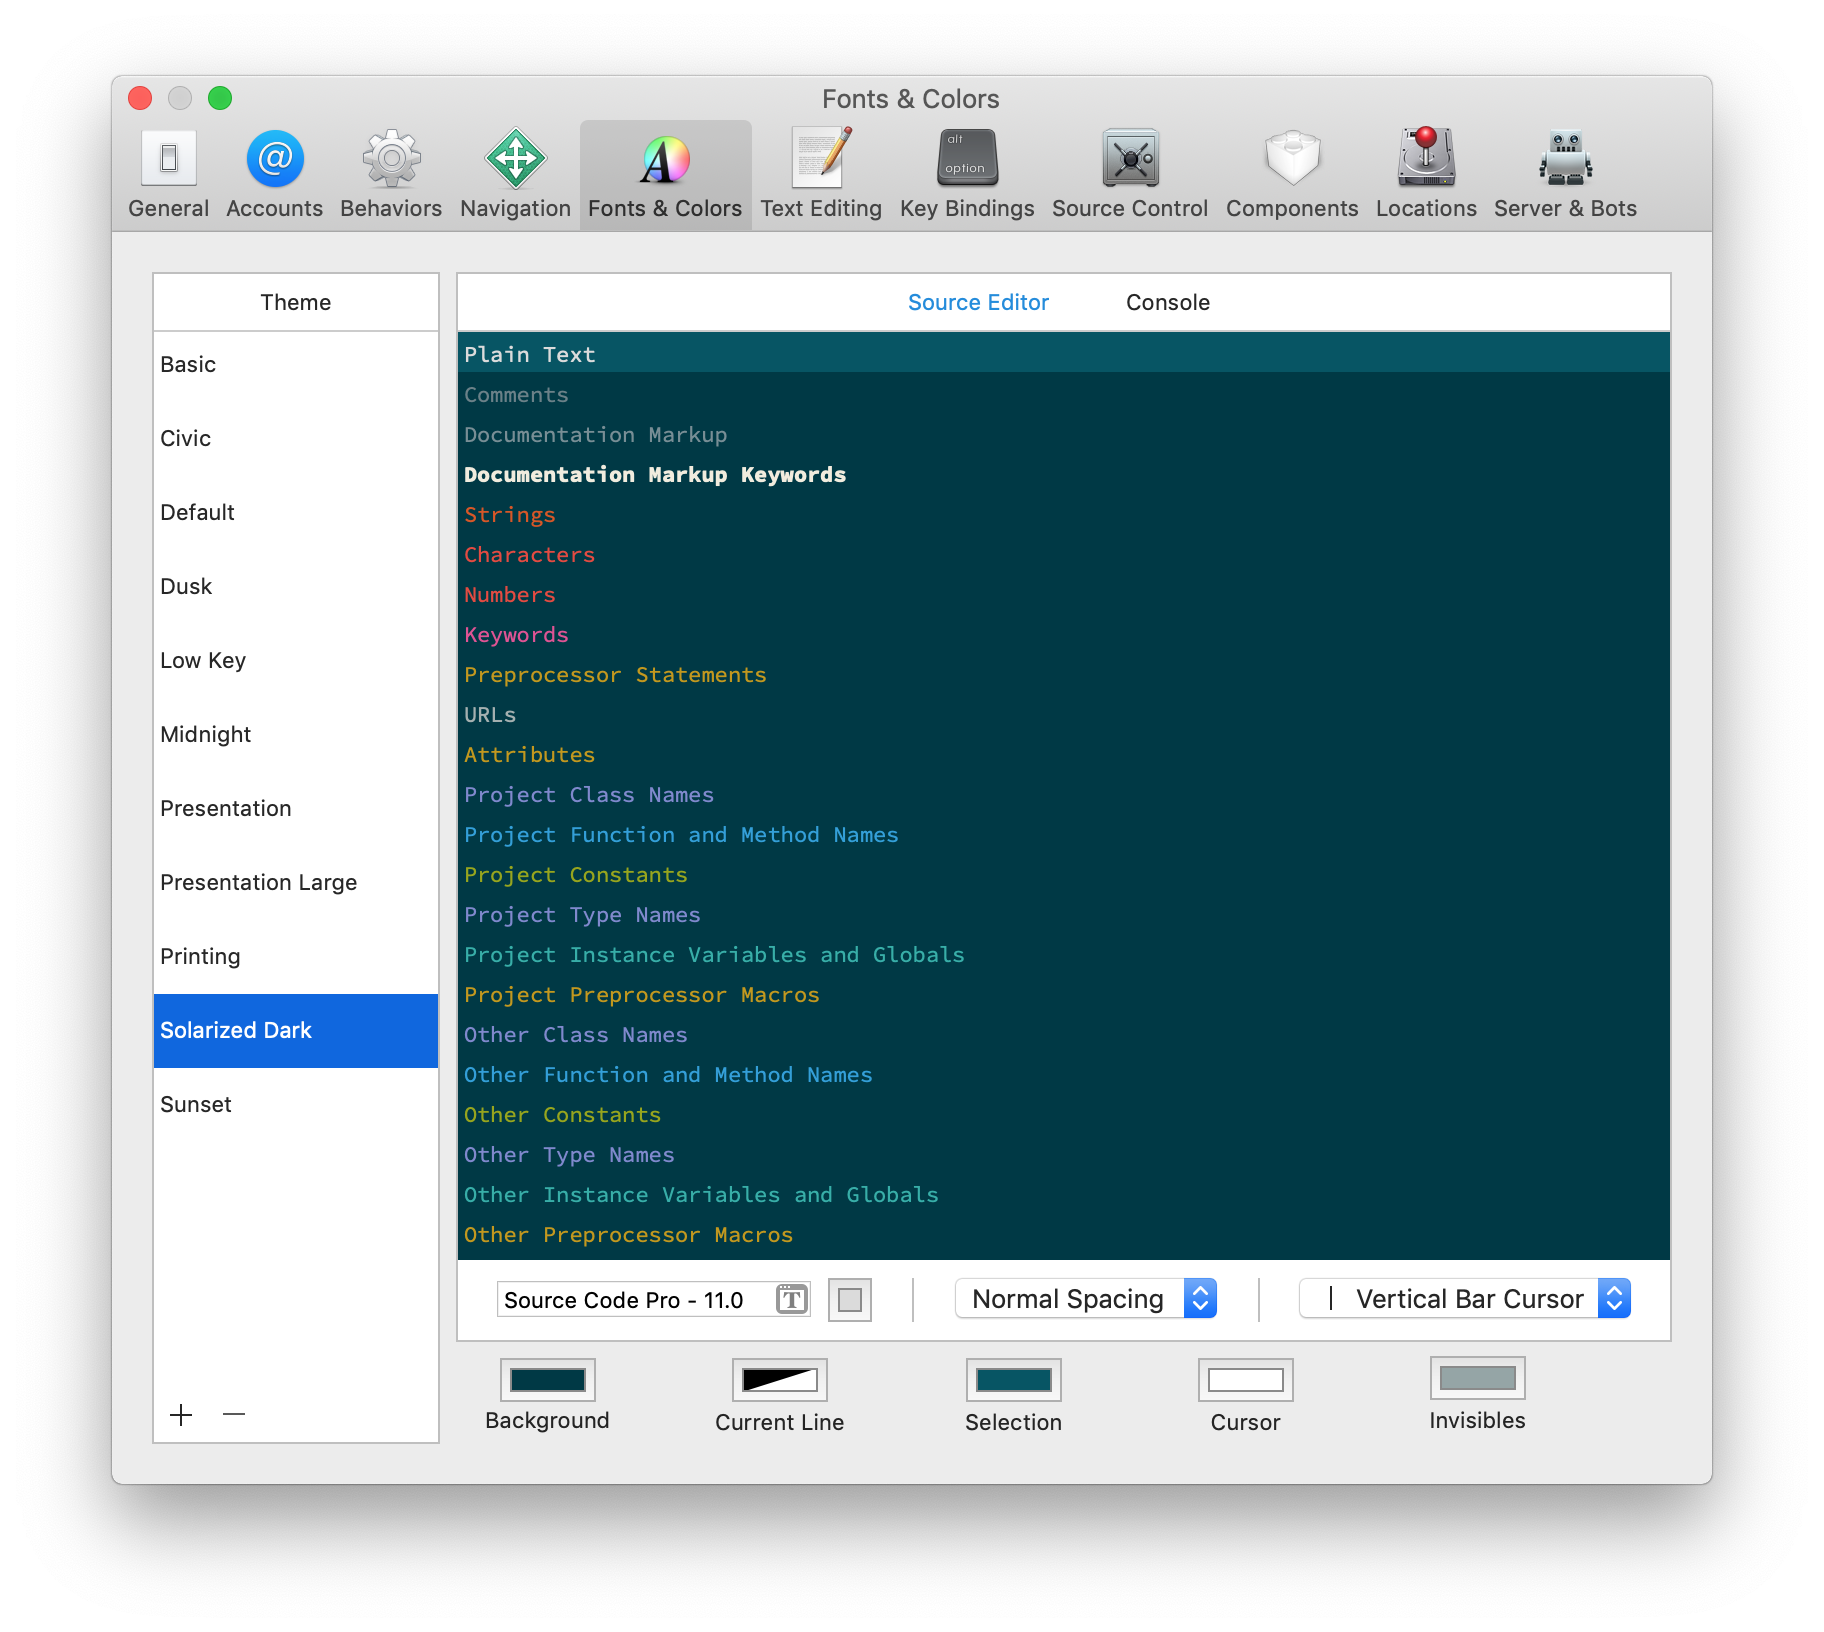 Fonts & Colors
@
alt
option
General Accounts Behaviors Navigation Fonts & Colors Text Editing Key Bindings Source Control Components Locations Server & Bots
Theme
Basic
Civic
Default
Dusk
Low Key
Midnight
Presentation
Presentation Large
Printing
Solarized Dark
Sunset
Source Editor Console
Plain Text
Comments
Documentation Markup
Documentation Markup Keywords
Strings
Characters
Numbers
Keywords
Preprocessor Statements
URLs
Attributes
Project Class Names
Project Function and Method Names
Project Constants
Project Type Names
Project Instance Variables and Globals
Project Preprocessor Macros
Other Class Names
Other Function and Method Names
Other Constants
Other Type Names
Other Instance Variables and Globals
Other Preprocessor Macros
Source Code Pro - 11.0 T Normal Spacing Vertical Bar Cursor
Background Current Line Selection Cursor Invisibles